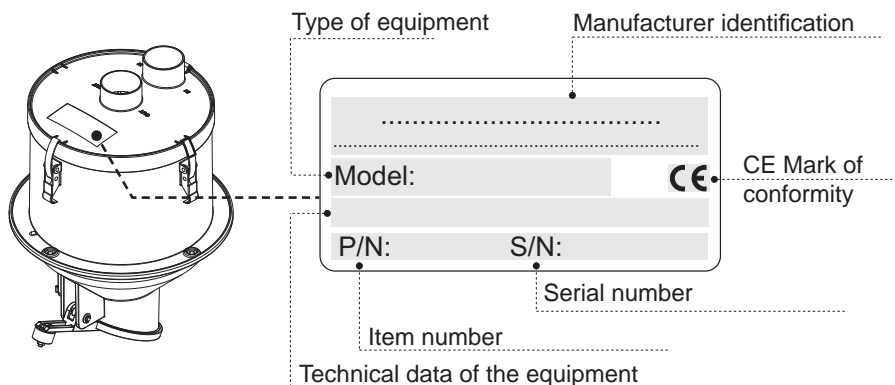 Type of equipment
Manufacturer identification
Model:
CE
CE Mark of
conformity
P/N:
S/N:
Serial number
Item number
Technical data of the equipment